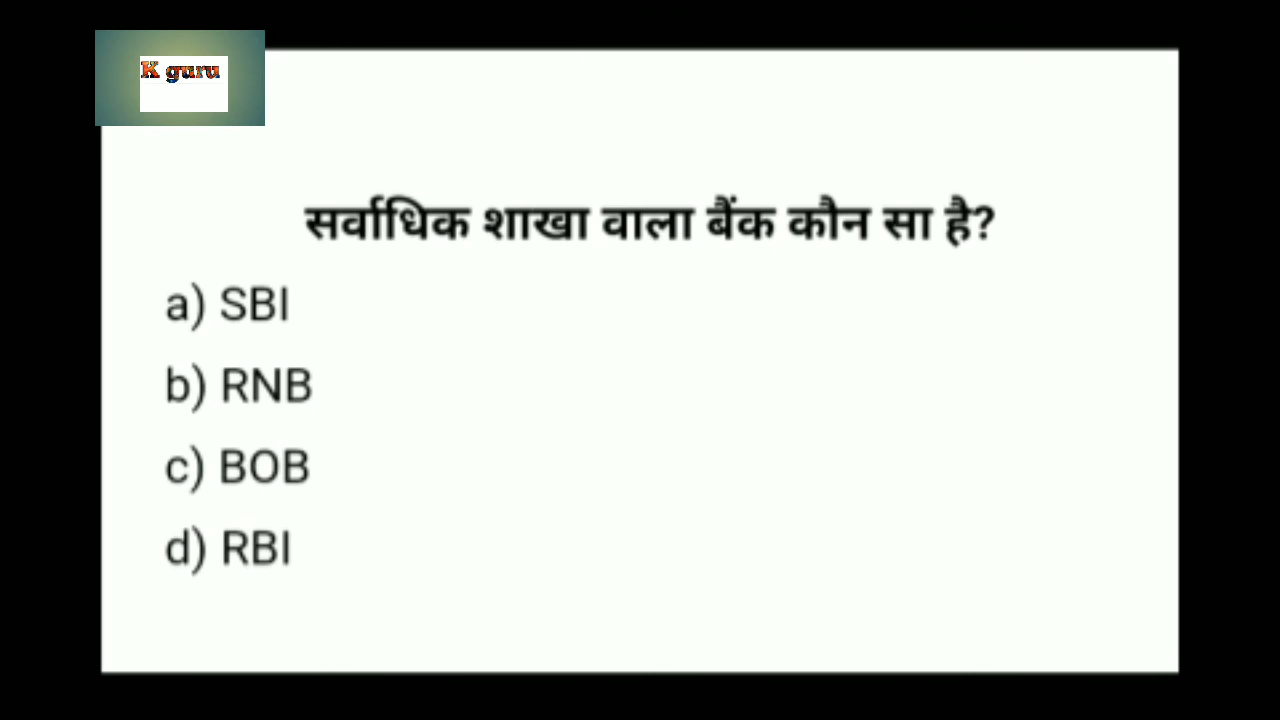 K guru
सर्वाधिक शाखा वाला बैंक कौन सा है?
a) SBI
b) RNB
c) BOB
d) RBI